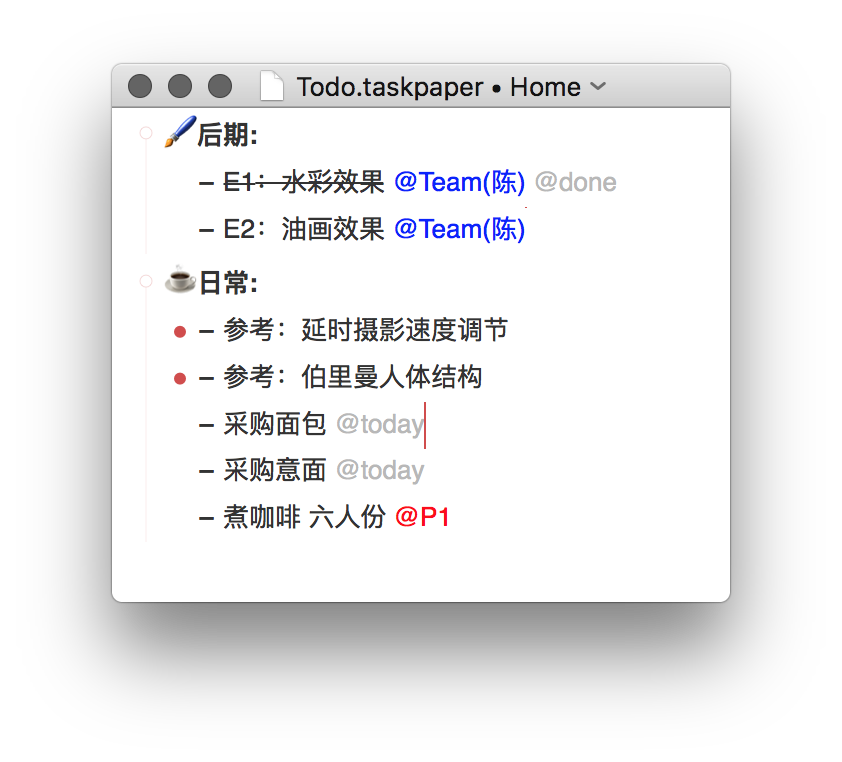 Todo.taskpaper • Home
🖌️后期:
– E1：水彩效果 @Team(陈) @done
– E2：油画效果 @Team(陈)
☕日常:
– 参考：延时摄影速度调节
– 参考：伯里曼人体结构
– 采购面包 @today
– 采购意面 @today
– 煮咖啡 六人份 @P1